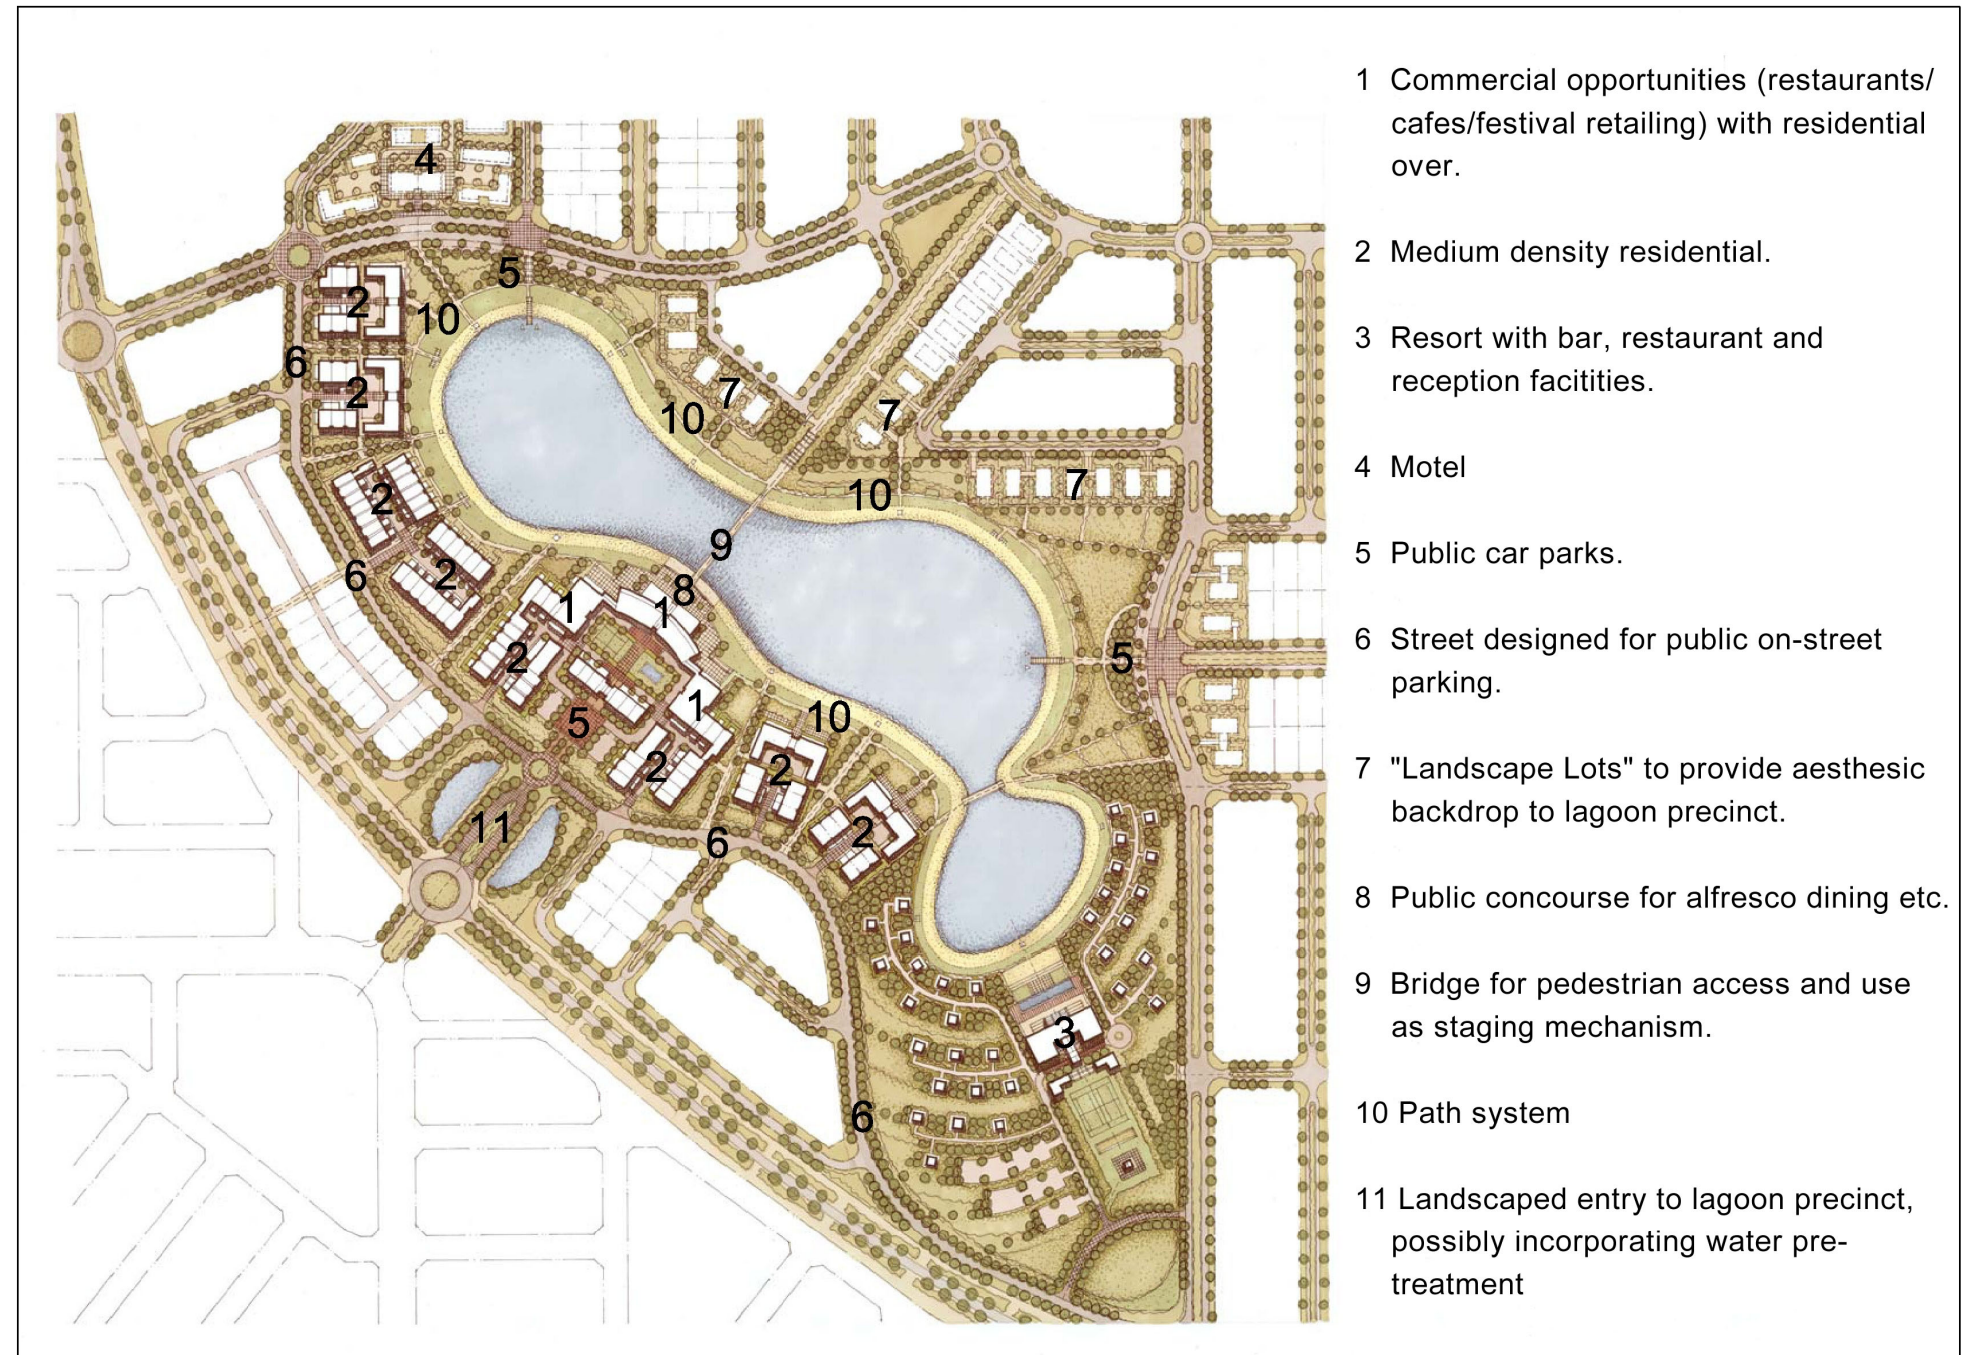 4
5
2
10
6
2
7
10
7
2
7
10
9
6
2
8
1
1
2
5
1
5
10
2
2
11
2
6
3
6
1 Commercial opportunities (restaurants/
cafes/festival retailing) with residential
over.
2 Medium density residential.
3 Resort with bar, restaurant and
reception facitities.
4 Motel
5 Public car parks.
6 Street designed for public on-street
parking.
7 "Landscape Lots" to provide aesthesic
backdrop to lagoon precinct.
8 Public concourse for alfresco dining etc.
9 Bridge for pedestrian access and use
as staging mechanism.
10 Path system
11 Landscaped entry to lagoon precinct,
possibly incorporating water pre-
treatment